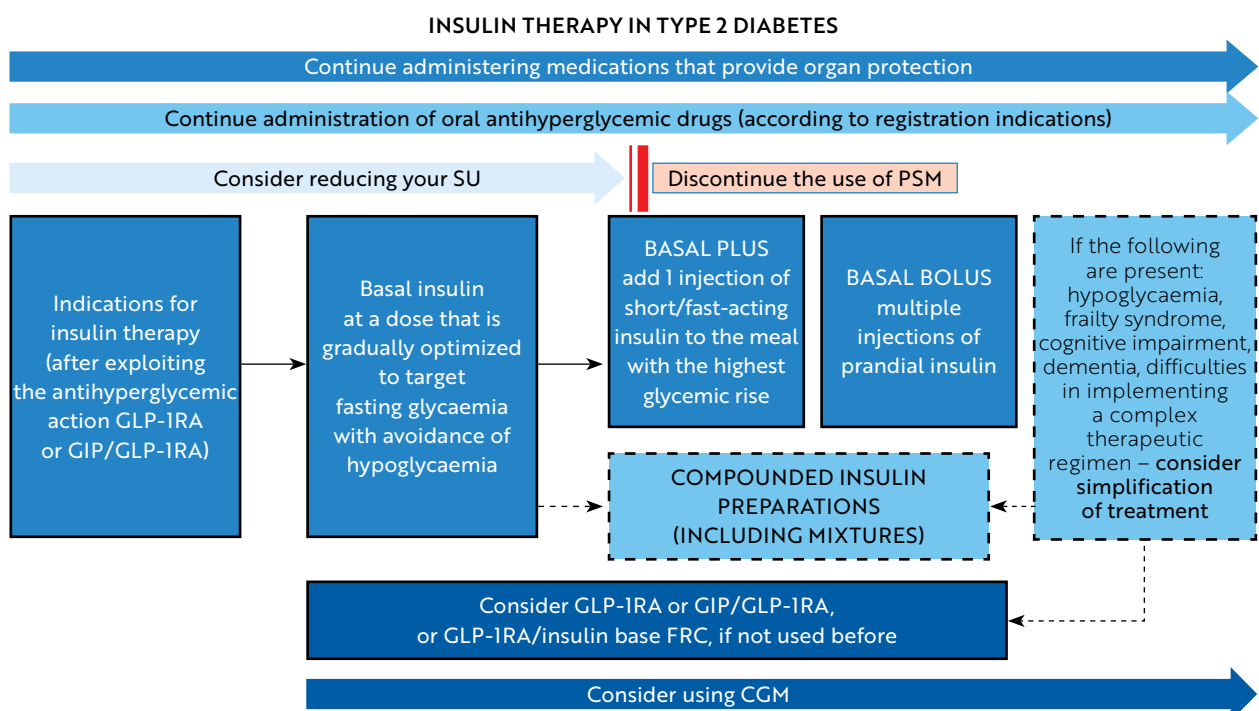 INSULIN THERAPY IN TYPE 2 DIABETES
Continue administering medications that provide organ protection
Continue administration of oral antihyperglycemic drugs (according to registration indications)
Consider reducing your SU
Discontinue the use of PSM
Indications for
insulin therapy
(after exploiting
the antihyperglycemic
action GLP-1RA
or GIP/GLP-1RA)
Basal insulin
at a dose that is
gradually optimized
to target
fasting glycaemia
with avoidance of
hypoglycaemia
BASAL PLUS
add 1 injection of
short/fast-acting
insulin to the meal
with the highest
glycemic rise
BASAL BOLUS
multiple
injections of
prandial insulin
If the following
are present:
hypoglycaemia,
frailty syndrome,
cognitive impairment,
dementia, difficulties
in implementing
a complex
therapeutic
regimen – consider
simplification
of treatment
COMPOUNDED INSULIN
PREPARATIONS
(INCLUDING MIXTURES)
Consider GLP-1RA or GIP/GLP-1RA,
or GLP-1RA/insulin base FRC, if not used before
Consider using CGM